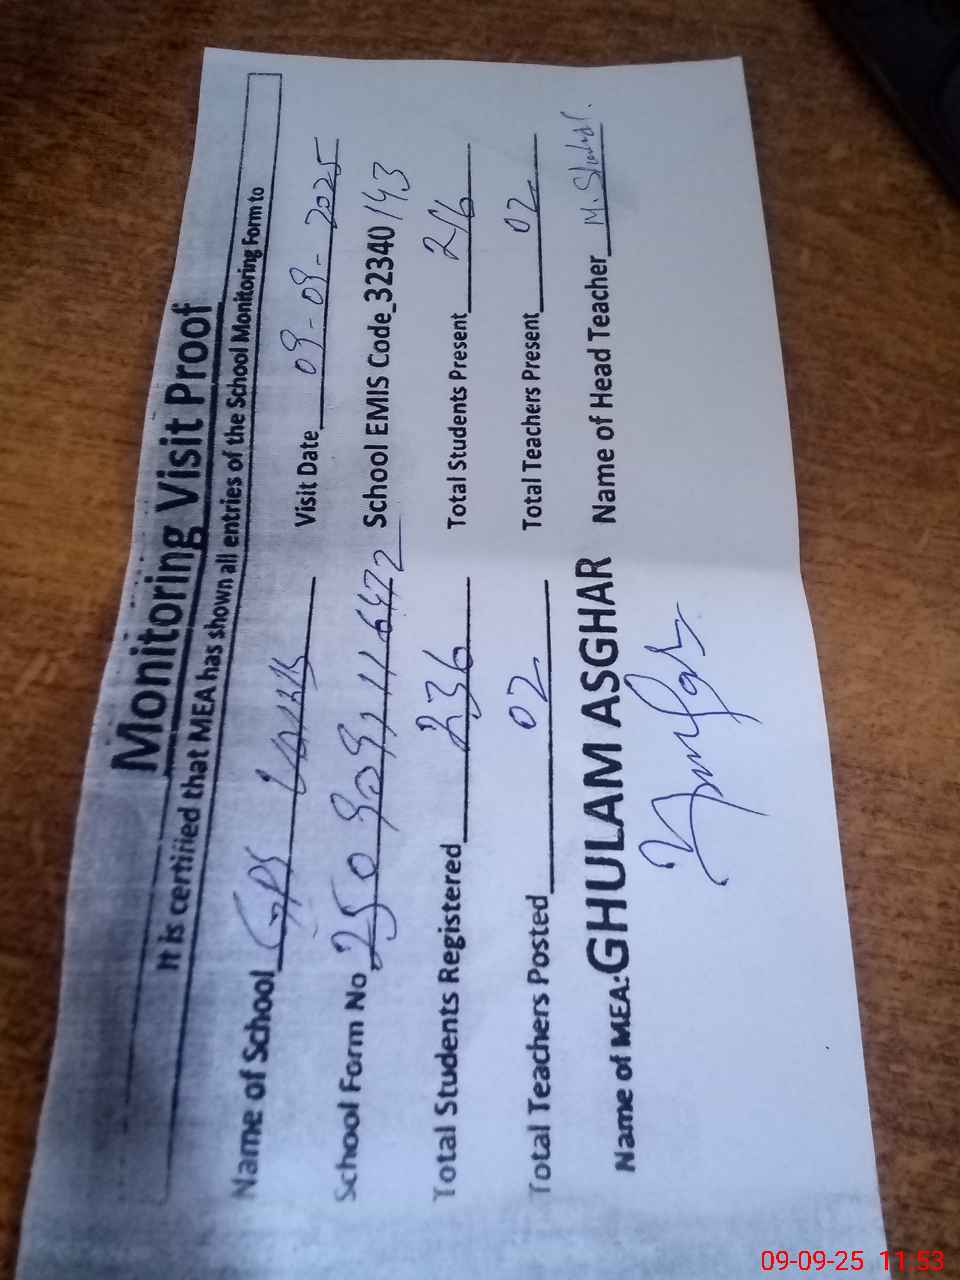 Monitoring Visit Proof
It is certified that MEA has shown all entries of the School Monitoring Form to
Name of School GPS Visit Date 09-09-2025
School Form No School EMIS Code_32340143
Total Students Registered 236 Total Students Present 216
Total Teachers Posted 02 Total Teachers Present 02
Name of MEA: GHULAM ASGHAR Name of Head Teacher M.
09-09-25 11:53